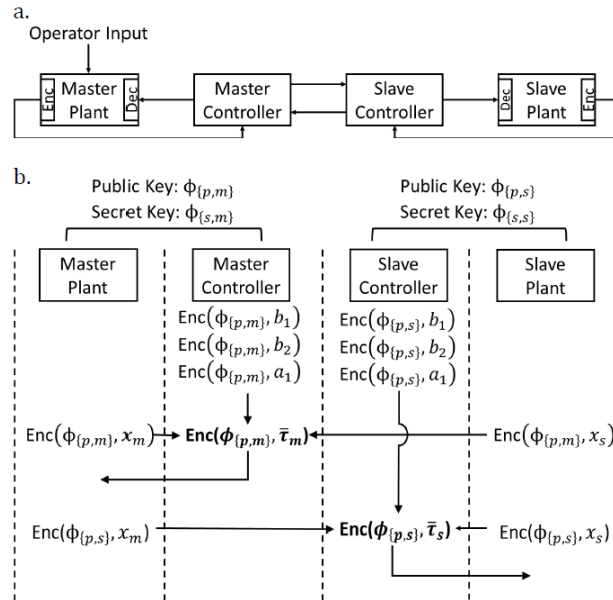 a.
Operator Input
Enc
Master
Plant
Dec
Master
Controller
Slave
Controller
Dec
Slave
Plant
Enc
b.
Public Key: ϕ{p,m}
Secret Key: ϕ{s,m}
Public Key: ϕ{p,s}
Secret Key: ϕ{s,s}
Master
Plant
Master
Controller
Slave
Controller
Slave
Plant
Enc(ϕ{p,m}, b₁)
Enc(ϕ{p,m}, b₂)
Enc(ϕ{p,m}, a₁)
Enc(ϕ{p,s}, b₁)
Enc(ϕ{p,s}, b₂)
Enc(ϕ{p,s}, a₁)
Enc(ϕ{p,m}, xₘ)
Enc(ϕ{p,m}, τ̄ₘ)
Enc(ϕ{p,m}, xₛ)
Enc(ϕ{p,s}, xₘ)
Enc(ϕ{p,s}, τ̄ₛ)
Enc(ϕ{p,s}, xₛ)